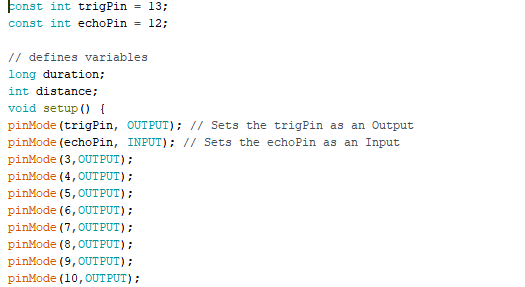 const int trigPin = 13;
const int echoPin = 12;

// defines variables
long duration;
int distance;
void setup() {
pinMode(trigPin, OUTPUT); // Sets the trigPin as an Output
pinMode(echoPin, INPUT); // Sets the echoPin as an Input
pinMode(3,OUTPUT);
pinMode(4,OUTPUT);
pinMode(5,OUTPUT);
pinMode(6,OUTPUT);
pinMode(7,OUTPUT);
pinMode(8,OUTPUT);
pinMode(9,OUTPUT);
pinMode(10,OUTPUT);